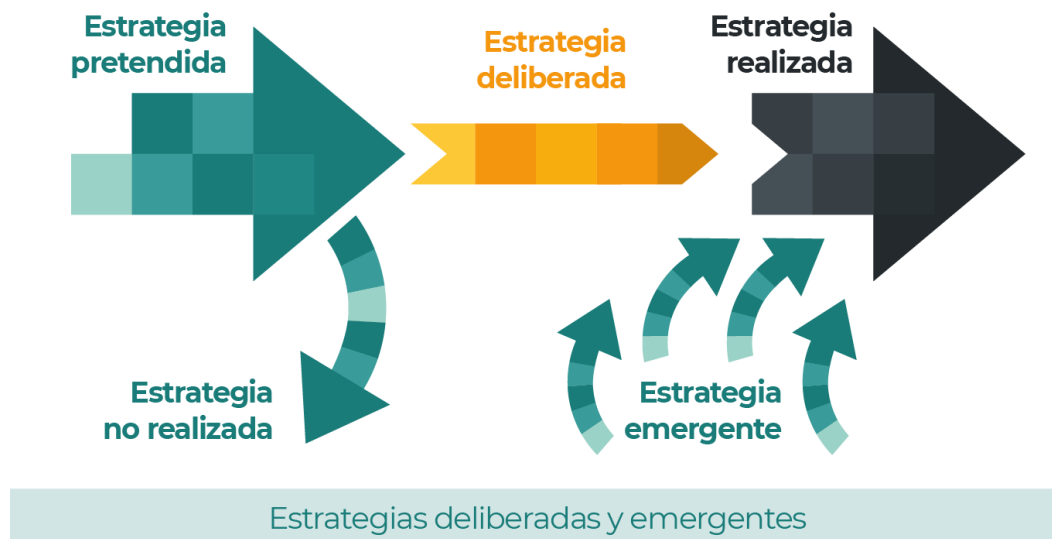 Estrategia
pretendida
Estrategia
deliberada
Estrategia
realizada
Estrategia
no realizada
Estrategia
emergente
Estrategias deliberadas y emergentes